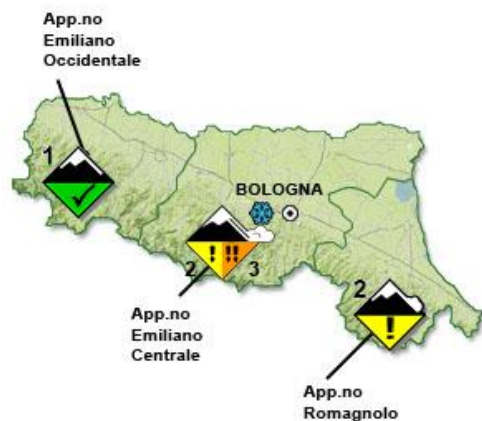 App.no
Emiliano
Occidentale
1
BOLOGNA
! !!
2 3
2
!
App.no
Emiliano
Centrale
App.no
Romagnolo